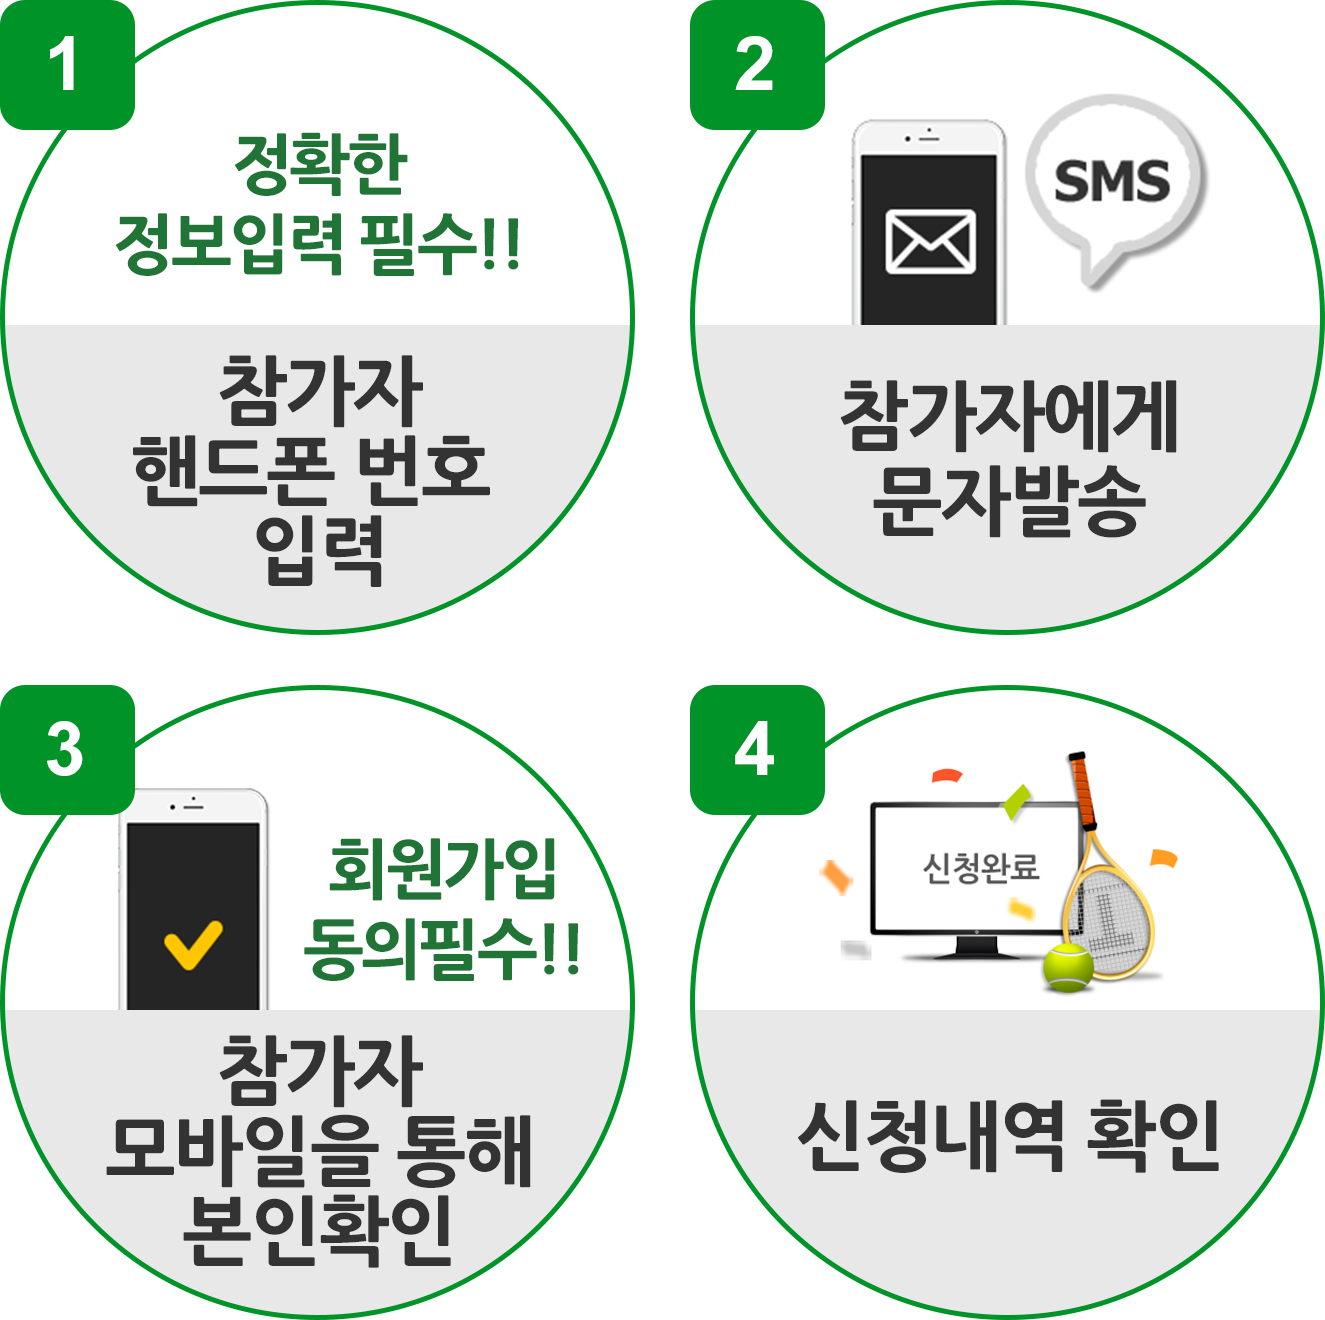 1
정확한
정보입력 필수!!
참가자
핸드폰 번호
입력
2
SMS
참가자에게
문자발송
3
회원가입
동의필수!!
참가자
모바일을 통해
본인확인
4
신청완료
신청내역 확인